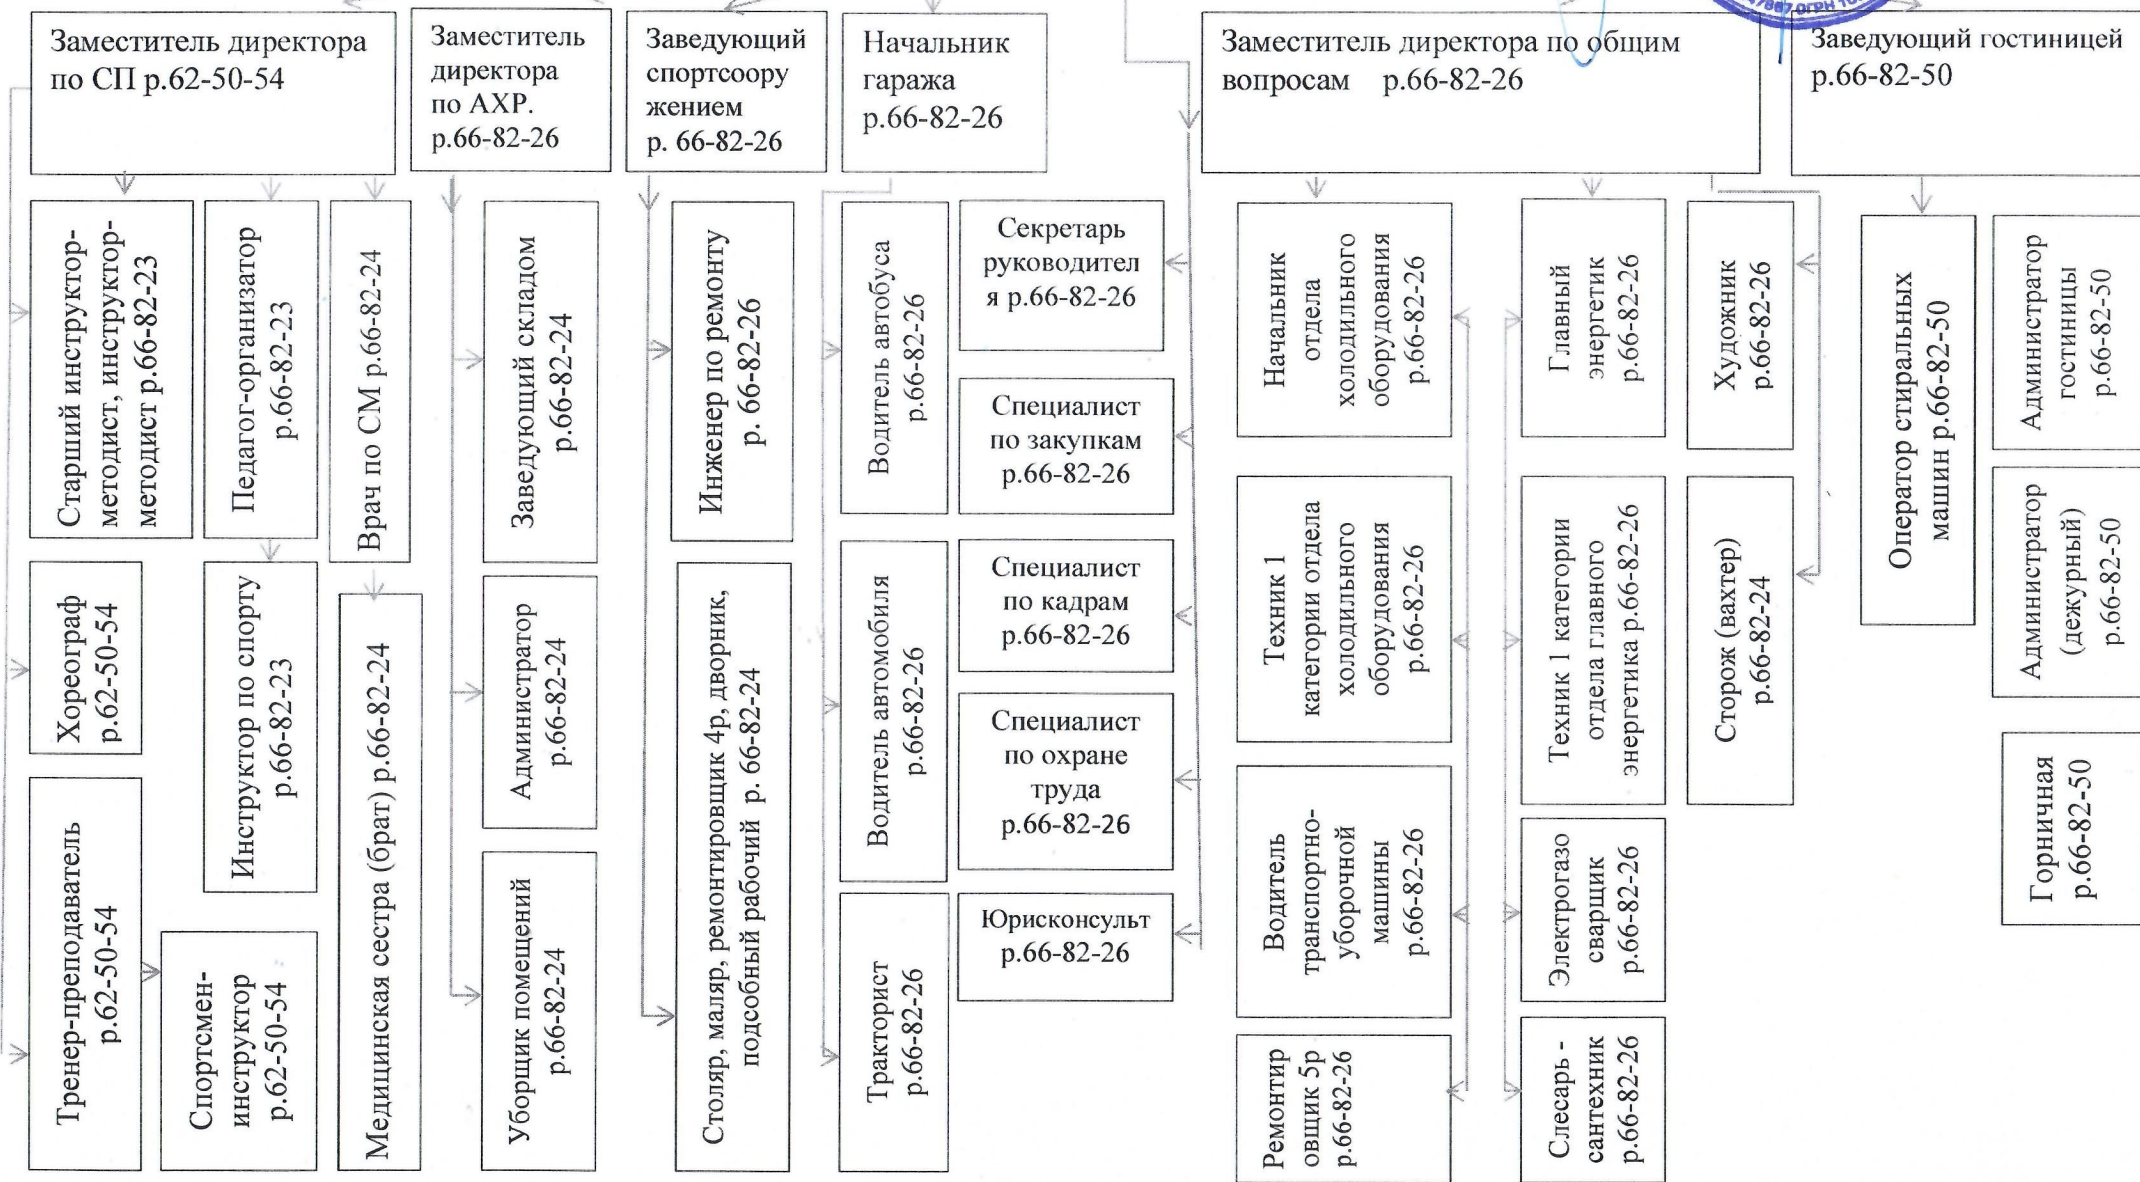 Заместитель директора
по СП р.62-50-54
Заместитель
директора
по АХР.
р.66-82-26
Заведующий
спортсоору
жением
р. 66-82-26
Начальник
гаража
р.66-82-26
Заместитель директора по общим
вопросам р.66-82-26
Заведующий гостиницей
р.66-82-50
Старший инструктор-
методист, инструктор-
методист р.66-82-23
Педагог-организатор
р.66-82-23
Врач по СМ р.66-82-24
Хореограф
р.62-50-54
Инструктор по спорту
р.66-82-23
Медицинская сестра (брат) р.66-82-24
Тренер-преподаватель
р.62-50-54
Спортсмен-
инструктор
р.62-50-54
Заведующий складом
р.66-82-24
Администратор
р.66-82-24
Уборщик помещений
р.66-82-24
Инженер по ремонту
р. 66-82-26
Столяр, маляр, ремонтировщик 4р, дворник,
подсобный рабочий р. 66-82-24
Водитель автобуса
р.66-82-26
Водитель автомобиля
р.66-82-26
Тракторист
р.66-82-26
Секретарь
руководител
я р.66-82-26
Специалист
по закупкам
р.66-82-26
Специалист
по кадрам
р.66-82-26
Специалист
по охране
труда
р.66-82-26
Юрисконсульт
р.66-82-26
Начальник
отдела
холодильного
оборудования
р.66-82-26
Техник 1
категории отдела
холодильного
оборудования
р.66-82-26
Водитель
транспортно-
уборочной
машины
р.66-82-26
Ремонтир
овщик 5р
р.66-82-26
Главный
энергетик
р.66-82-26
Техник 1 категории
отдела главного
энергетика р.66-82-26
Электрогазо
сварщик
р.66-82-26
Слесарь -
сантехник
р.66-82-26
Художник
р.66-82-26
Сторож (вахтер)
р.66-82-24
Оператор стиральных
машин р.66-82-50
Администратор
гостиницы
р.66-82-50
Администратор
(дежурный)
р.66-82-50
Горничная
р.66-82-50
ОГРН